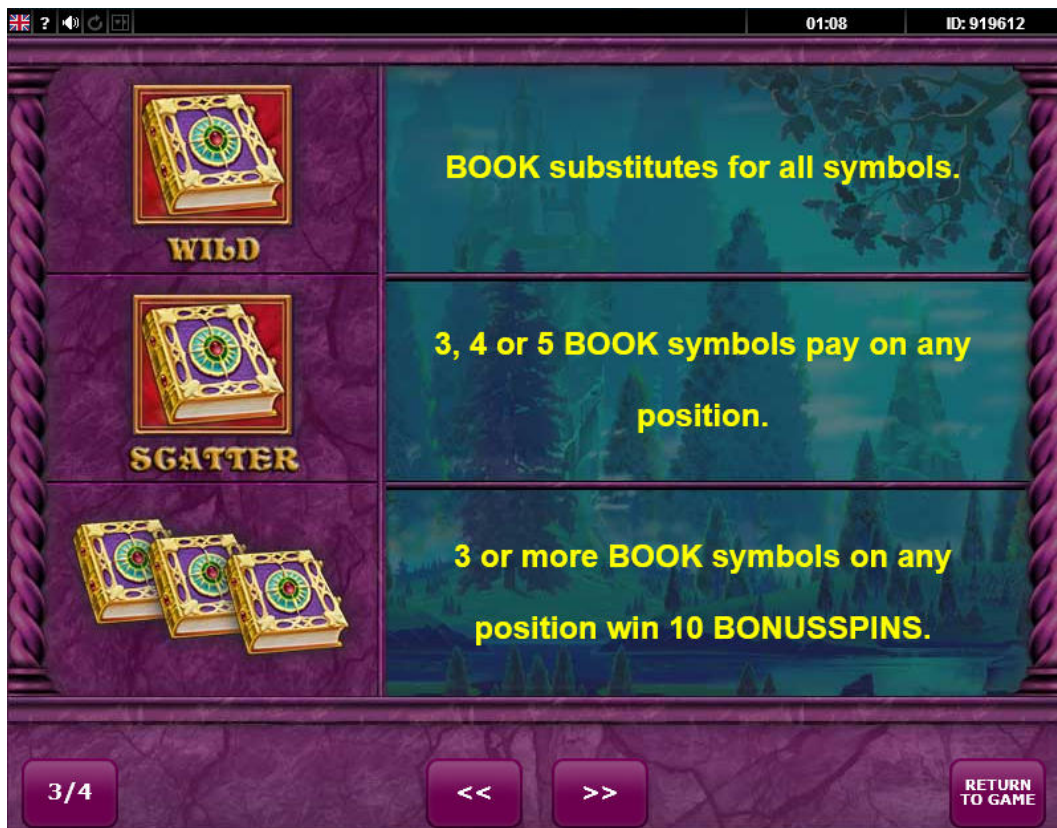 ?
01:08
ID: 919612
WILD
BOOK substitutes for all symbols.
SCATTER
3, 4 or 5 BOOK symbols pay on any
position.
3 or more BOOK symbols on any
position win 10 BONUSSPINS.
3/4
<<
>>
RETURN
TO GAME